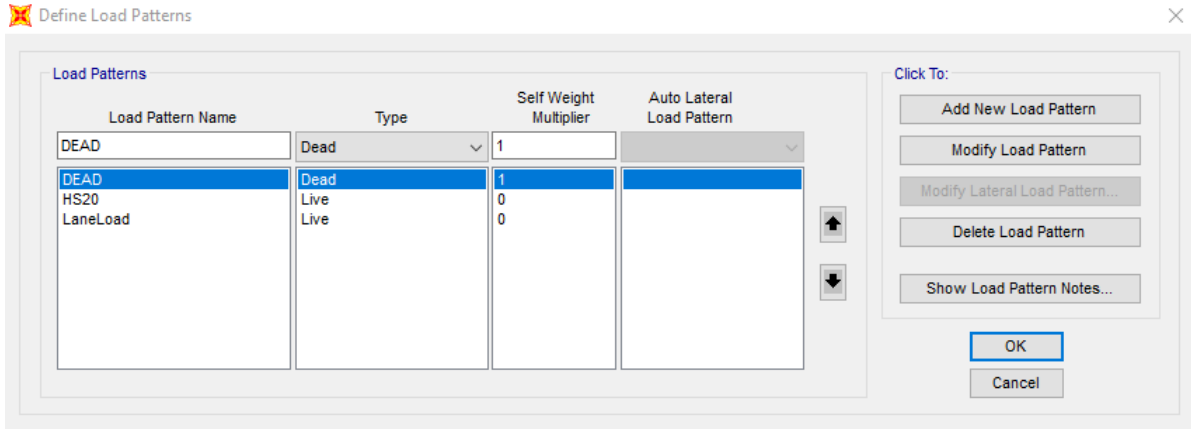 Define Load Patterns
Load Patterns
Click To:
Load Pattern Name Type Self Weight Multiplier Auto Lateral Load Pattern
DEAD Dead 1
DEAD Dead 1
HS20 Live 0
LaneLoad Live 0
Add New Load Pattern
Modify Load Pattern
Modify Lateral Load Pattern...
Delete Load Pattern
Show Load Pattern Notes...
OK
Cancel